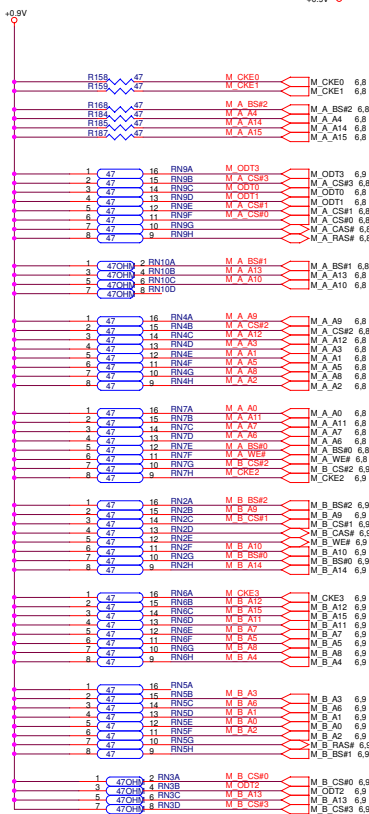 +0.9V
R158 47 M_CKE0 M_CKE0 6,8
R159 47 M_CKE1 M_CKE1 6,8
R168 47 M_A_BS#2 M_A_BS#2 6,8
R184 47 M_A_A4 M_A_A4 6,8
R185 47 M_A_A14 M_A_A14 6,8
R187 47 M_A_A15 M_A_A15 6,8
1 47 16 RN9A M_ODT3 M_ODT3 6,9
2 47 15 RN9B M_A_CS#3 M_A_CS#3 6,8
3 47 14 RN9C M_ODT0 M_ODT0 6,8
4 47 13 RN9D M_ODT1 M_ODT1 6,8
5 47 12 RN9E M_A_CS#1 M_A_CS#1 6,8
6 47 11 RN9F M_A_CS#0 M_A_CS#0 6,8
7 47 10 RN9G M_A_CAS# 6,8
8 47 9 RN9H M_A_RAS# 6,8
1 47OHM 2 RN10A M_A_BS#1 M_A_BS#1 6,8
3 47OHM 4 RN10B M_A_A13 M_A_A13 6,8
5 47OHM 6 RN10C M_A_A10 M_A_A10 6,8
7 47OHM 8 RN10D
1 47 16 RN4A M_A_A9 M_A_A9 6,8
2 47 15 RN4B M_A_CS#2 M_A_CS#2 6,8
3 47 14 RN4C M_A_A12 M_A_A12 6,8
4 47 13 RN4D M_A_A3 M_A_A3 6,8
5 47 12 RN4E M_A_A1 M_A_A1 6,8
6 47 11 RN4F M_A_A5 M_A_A5 6,8
7 47 10 RN4G M_A_A8 M_A_A8 6,8
8 47 9 RN4H M_A_A2 M_A_A2 6,8
1 47 16 RN7A M_A_A0 M_A_A0 6,8
2 47 15 RN7B M_A_A11 M_A_A11 6,8
3 47 14 RN7C M_A_A7 M_A_A7 6,8
4 47 13 RN7D M_A_A6 M_A_A6 6,8
5 47 12 RN7E M_A_BS#0 M_A_BS#0 6,8
6 47 11 RN7F M_A_WE# M_A_WE# 6,8
7 47 10 RN7G M_B_CS#2 M_B_CS#2 6,9
8 47 9 RN7H M_CKE2 M_CKE2 6,9
1 47 16 RN2A M_B_BS#2 M_B_BS#2 6,9
2 47 15 RN2B M_B_A9 M_B_A9 6,9
3 47 14 RN2C M_B_CS#1 M_B_CS#1 6,9
4 47 13 RN2D M_B_CAS# 6,9
5 47 12 RN2E M_B_WE# 6,9
6 47 11 RN2F M_B_A10 M_B_A10 6,9
7 47 10 RN2G M_B_BS#0 M_B_BS#0 6,9
8 47 9 RN2H M_B_A14 M_B_A14 6,9
1 47 16 RN6A M_CKE3 M_CKE3 6,9
2 47 15 RN6B M_B_A12 M_B_A12 6,9
3 47 14 RN6C M_B_A15 M_B_A15 6,9
4 47 13 RN6D M_B_A11 M_B_A11 6,9
5 47 12 RN6E M_B_A7 M_B_A7 6,9
6 47 11 RN6F M_B_A5 M_B_A5 6,9
7 47 10 RN6G M_B_A8 M_B_A8 6,9
8 47 9 RN6H M_B_A4 M_B_A4 6,9
1 47 16 RN5A M_B_A3 M_B_A3 6,9
2 47 15 RN5B M_B_A6 M_B_A6 6,9
3 47 14 RN5C M_B_A1 M_B_A1 6,9
4 47 13 RN5D M_B_A0 M_B_A0 6,9
5 47 12 RN5E M_B_A2 M_B_A2 6,9
6 47 11 RN5F M_B_RAS# 6,9
7 47 10 RN5G M_B_BS#1 6,9
8 47 9 RN5H
1 47OHM 2 RN3A M_B_CS#0 M_B_CS#0 6,9
3 47OHM 4 RN3B M_ODT2 M_ODT2 6,9
5 47OHM 6 RN3C M_B_A13 M_B_A13 6,9
7 47OHM 8 RN3D M_B_CS#3 M_B_CS#3 6,9